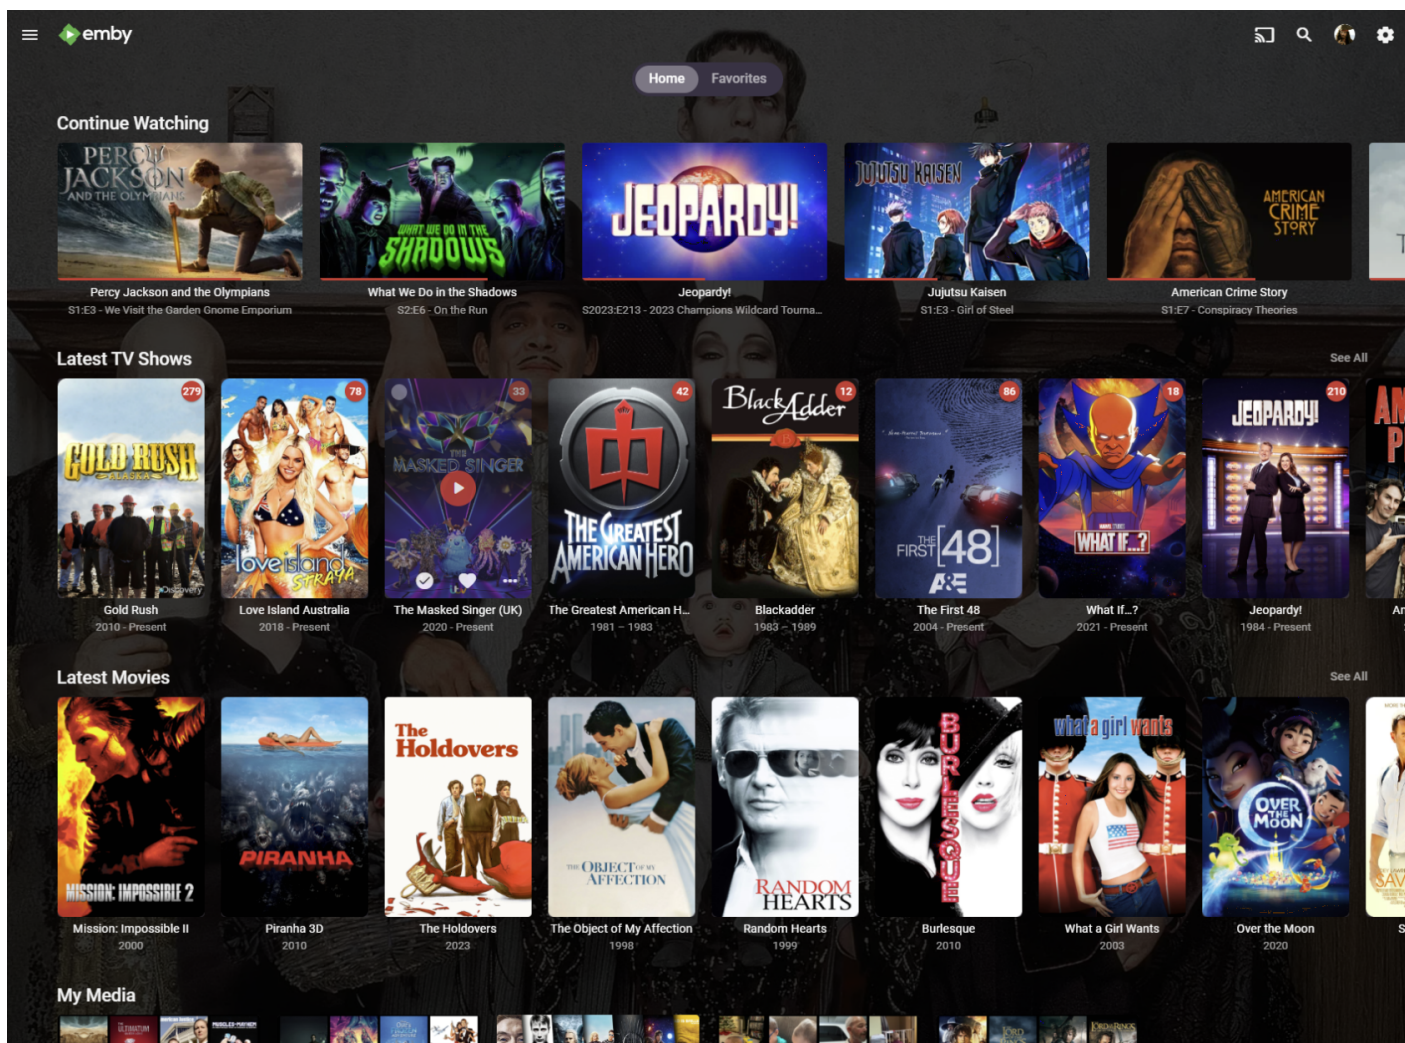 emby
Home Favorites
Continue Watching
PERCY
JACKSON
AND THE OLYMPIANS
WHAT WE DO IN THE
SHADOWS
JEOPARDY!
JUJUTSU KAISEN
AMERICAN
CRIME
STORY
Percy Jackson and the Olympians
S1:E3 - We Visit the Garden Gnome Emporium
What We Do in the Shadows
S2:E6 - On the Run
Jeopardy!
S2023:E213 - 2023 Champions Wildcard Tourna...
Jujutsu Kaisen
S1:E3 - Girl of Steel
American Crime Story
S1:E7 - Conspiracy Theories
Latest TV Shows
See All
279
GOLD RUSH
ALASKA
Discovery
78
love island
STRAYA
33
THE
MASKED SINGER
itv
42
THE GREATEST
AMERICAN HERO
12
BlackAdder
B
86
THE
FIRST [48]
A&E
18
MARVEL STUDIOS
WHAT IF...?
210
JEOPARDY!
Gold Rush
2010 - Present
Love Island Australia
2018 - Present
The Masked Singer (UK)
2020 - Present
The Greatest American H...
1981 – 1983
Blackadder
1983 – 1989
The First 48
2004 - Present
What If…?
2021 - Present
Jeopardy!
1984 - Present
Latest Movies
See All
MISSION: IMPOSSIBLE 2
PIRANHA
The
Holdovers
THE OBJECT OF MY
AFFECTION
RANDOM
HEARTS
BURLESQUE
what a girl wants
OVER
THE
MOON
SAV
Mission: Impossible II
2000
Piranha 3D
2010
The Holdovers
2023
The Object of My Affection
1998
Random Hearts
1999
Burlesque
2010
What a Girl Wants
2003
Over the Moon
2020
My Media
ULTIMATUM